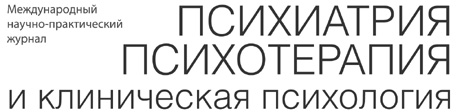 Международный
научно-практический
журнал
ПСИХИАТРИЯ
ПСИХОТЕРАПИЯ
и клиническая психология